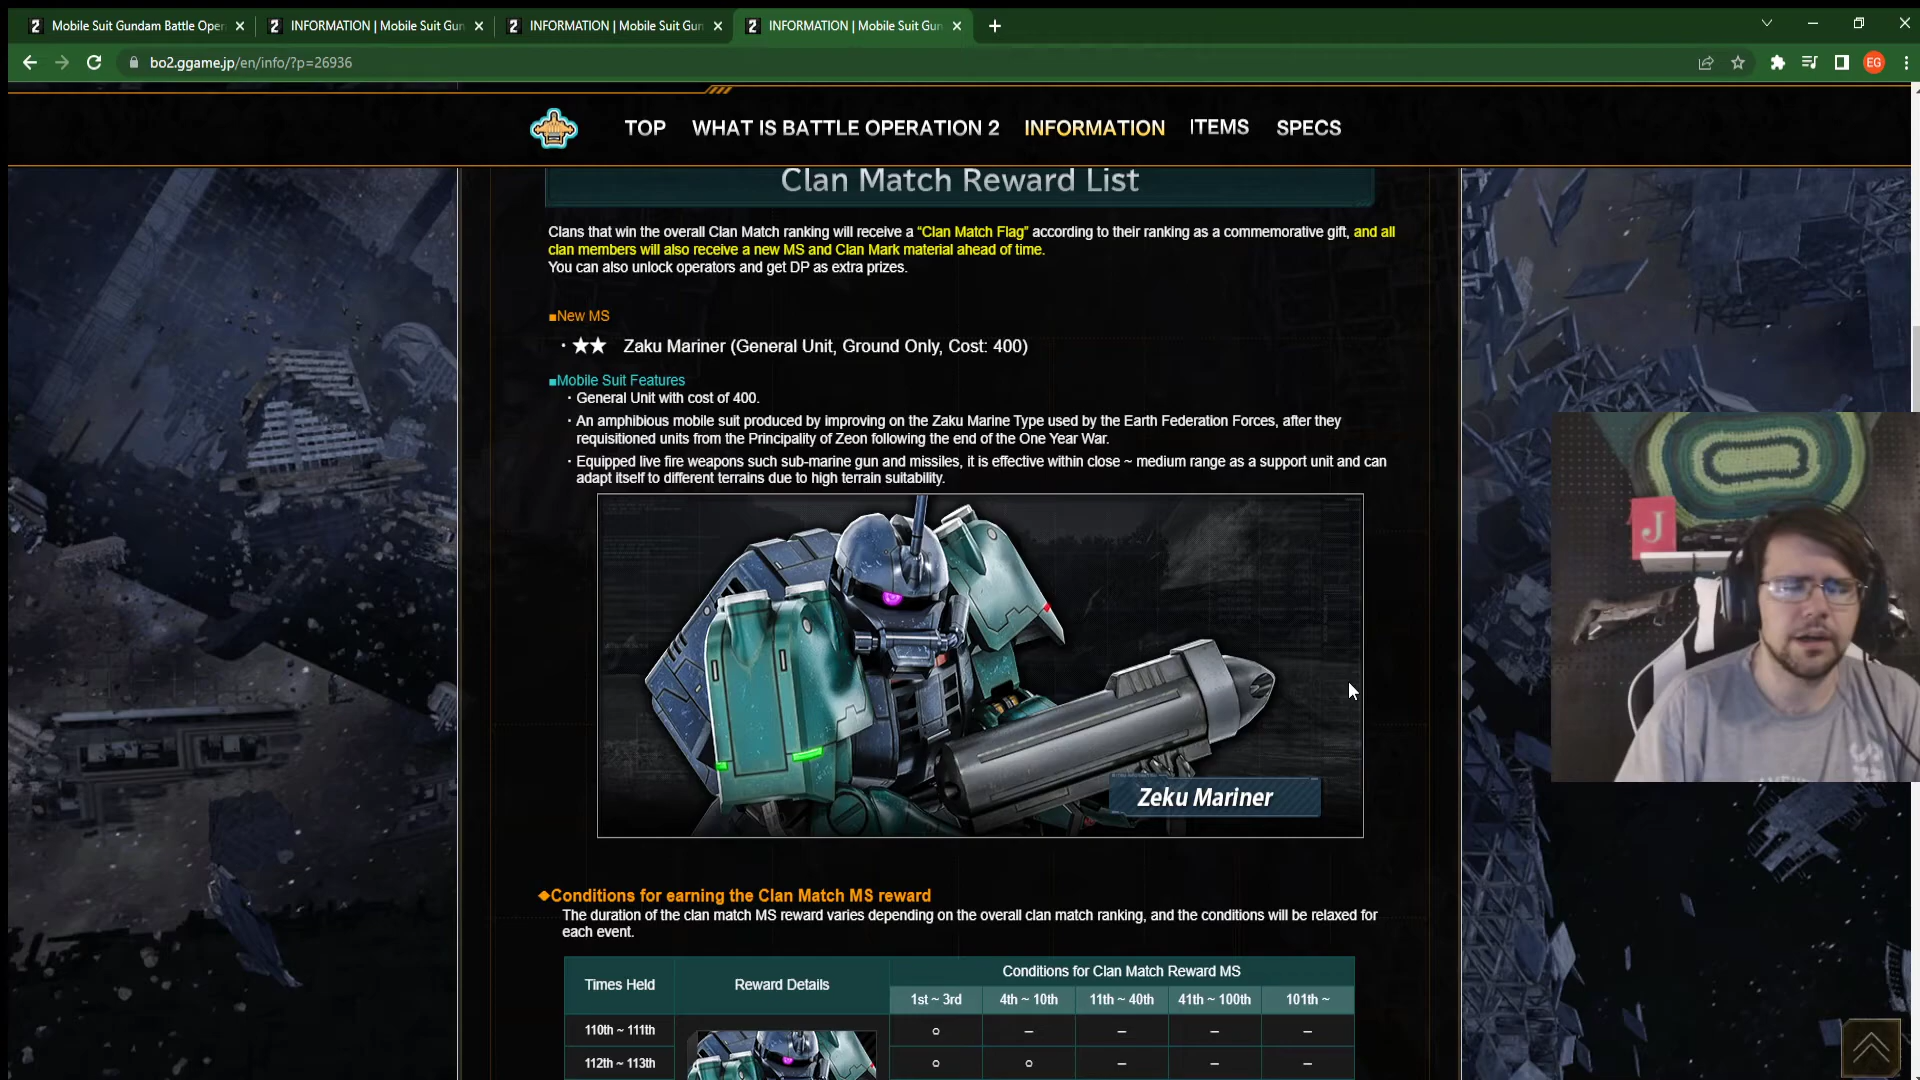 2 Mobile Suit Gundam Battle Oper
2 INFORMATION | Mobile Suit Gun
2 INFORMATION | Mobile Suit Gun
2 INFORMATION | Mobile Suit Gun
bo2.ggame.jp/en/info/?p=26936
EG
TOP WHAT IS BATTLE OPERATION 2 INFORMATION ITEMS SPECS
Clan Match Reward List
Clans that win the overall Clan Match ranking will receive a “Clan Match Flag” according to their ranking as a commemorative gift, and all
clan members will also receive a new MS and Clan Mark material ahead of time.
You can also unlock operators and get DP as extra prizes.
■New MS
・★★ Zaku Mariner (General Unit, Ground Only, Cost: 400)
■Mobile Suit Features
・General Unit with cost of 400.
・An amphibious mobile suit produced by improving on the Zaku Marine Type used by the Earth Federation Forces, after they
requisitioned units from the Principality of Zeon following the end of the One Year War.
・Equipped live fire weapons such sub-marine gun and missiles, it is effective within close ~ medium range as a support unit and can
adapt itself to different terrains due to high terrain suitability.
J
Zeku Mariner
◆Conditions for earning the Clan Match MS reward
The duration of the clan match MS reward varies depending on the overall clan match ranking, and the conditions will be relaxed for
each event.
Times Held Reward Details Conditions for Clan Match Reward MS
1st ~ 3rd 4th ~ 10th 11th ~ 40th 41th ~ 100th 101th ~
110th ~ 111th ○ – – – –
112th ~ 113th ○ ○ – – –